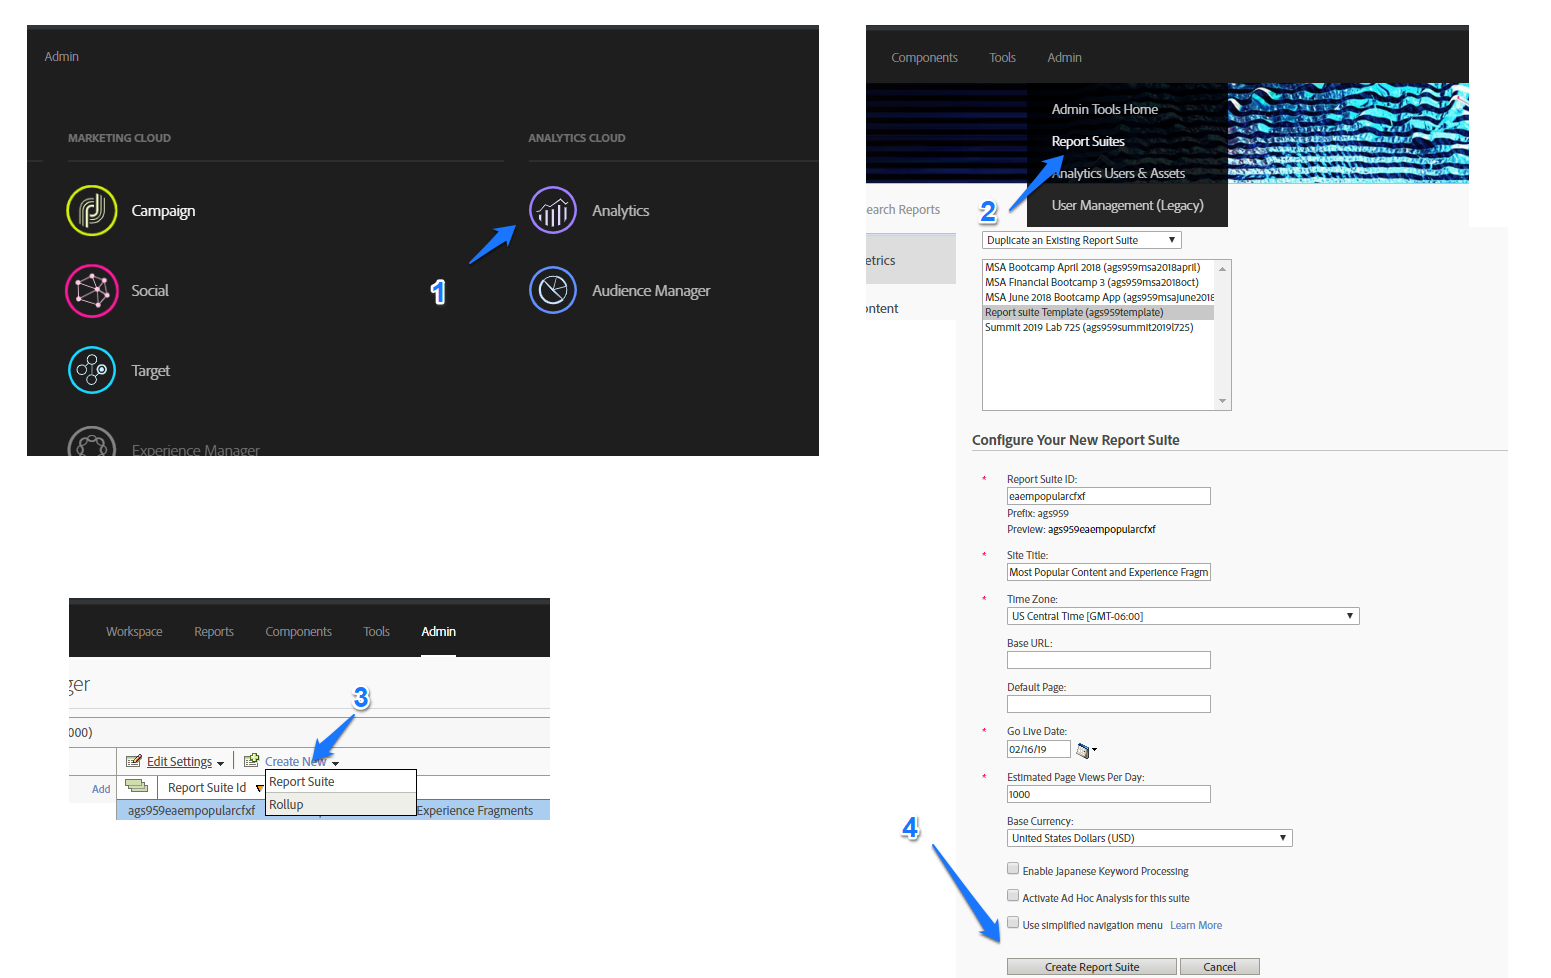 Admin
MARKETING CLOUD
ANALYTICS CLOUD
Campaign
Analytics
1
Social
Audience Manager
Target
Experience Manager
Components Tools Admin
Admin Tools Home
Report Suites
Analytics Users & Assets
User Management (Legacy)
2
earch Reports
etrics
ontent
Duplicate an Existing Report Suite
MSA Bootcamp April 2018 (ags959msa2018april)
MSA Financial Bootcamp 3 (ags959msa2018oct)
MSA June 2018 Bootcamp App (ags959msajune2018
Report suite Template (ags959template)
Summit 2019 Lab 725 (ags959summit2019l725)
Configure Your New Report Suite
* Report Suite ID:
eaempopularcfxf
Prefix: ags959
Preview: ags959eaempopularcfxf
* Site Title:
Most Popular Content and Experience Fragm
* Time Zone:
US Central Time [GMT-06:00]
Base URL:
Default Page:
* Go Live Date:
02/16/19
* Estimated Page Views Per Day:
1000
Base Currency:
United States Dollars (USD)
Enable Japanese Keyword Processing
Activate Ad Hoc Analysis for this suite
Use simplified navigation menu Learn More
4
Create Report Suite Cancel
Workspace Reports Components Tools Admin
ger
3
000)
Edit Settings Create New
Add Report Suite Id
Report Suite
Rollup
ags959eaempopularcfxf Experience Fragments